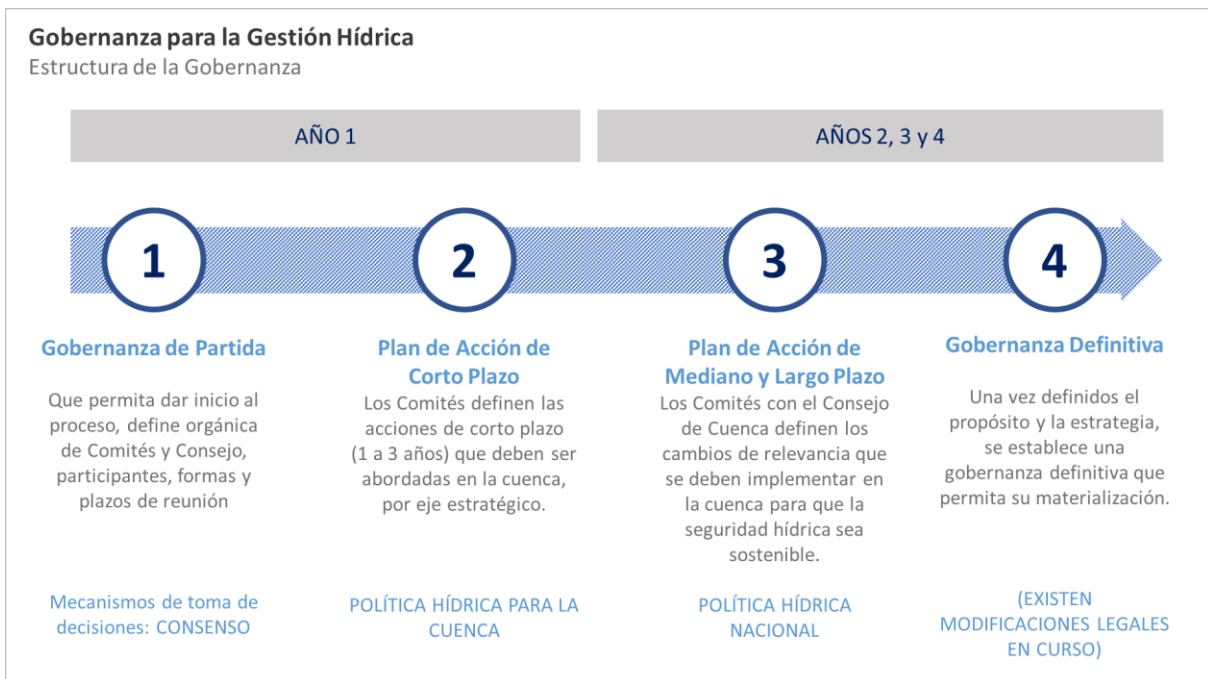 Gobernanza para la Gestión Hídrica
Estructura de la Gobernanza
AÑO 1
AÑOS 2, 3 y 4
1
2
3
4
Gobernanza de Partida
Que permita dar inicio al
proceso, define orgánica
de Comités y Consejo,
participantes, formas y
plazos de reunión
Mecanismos de toma de
decisiones: CONSENSO
Plan de Acción de
Corto Plazo
Los Comités definen las
acciones de corto plazo
(1 a 3 años) que deben ser
abordadas en la cuenca,
por eje estratégico.
POLÍTICA HÍDRICA PARA LA
CUENCA
Plan de Acción de
Mediano y Largo Plazo
Los Comités con el Consejo
de Cuenca definen los
cambios de relevancia que
se deben implementar en
la cuenca para que la
seguridad hídrica sea
sostenible.
POLÍTICA HÍDRICA
NACIONAL
Gobernanza Definitiva
Una vez definidos el
propósito y la estrategia,
se establece una
gobernanza definitiva que
permita su materialización.
(EXISTEN
MODIFICACIONES LEGALES
EN CURSO)